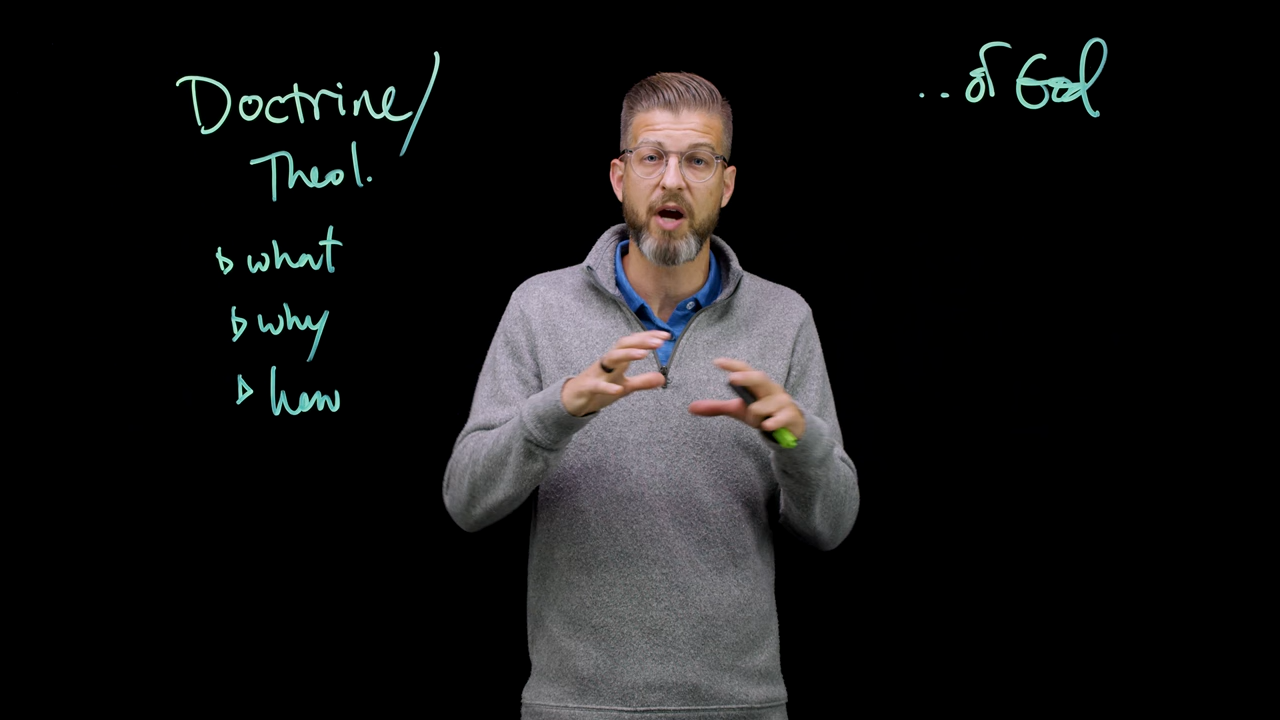 Doctrine/
Theol.
▷ what
▷ why
▷ how
.. of God